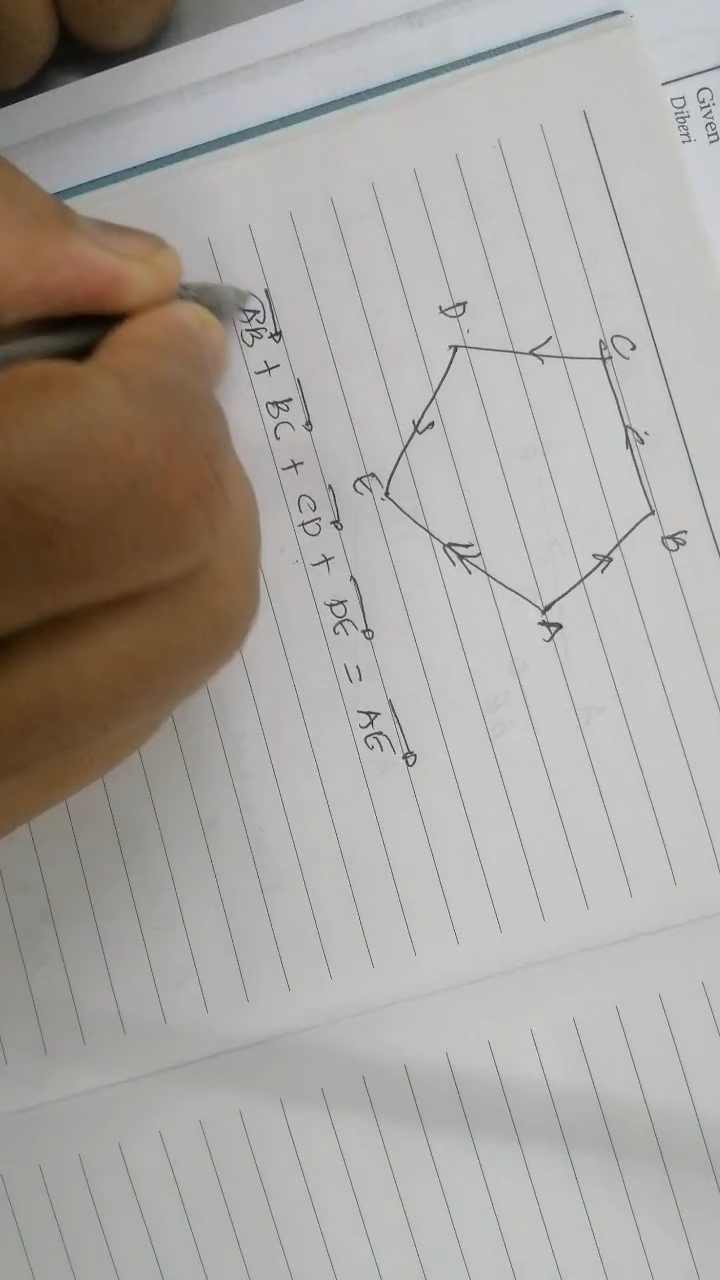 Given
Diberi
C
D
B
E
A
AB + BC + CD + DE = AE